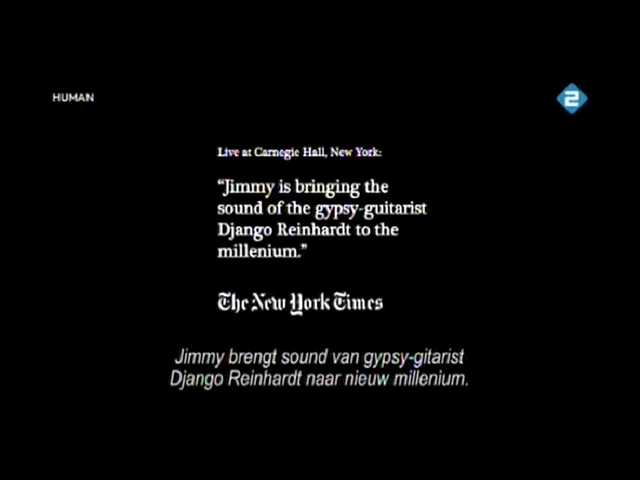 HUMAN
2
Live at Carnegie Hall, New York:
“Jimmy is bringing the
sound of the gypsy-guitarist
Django Reinhardt to the
millenium.”
The New York Times
Jimmy brengt sound van gypsy-gitarist
Django Reinhardt naar nieuw millenium.